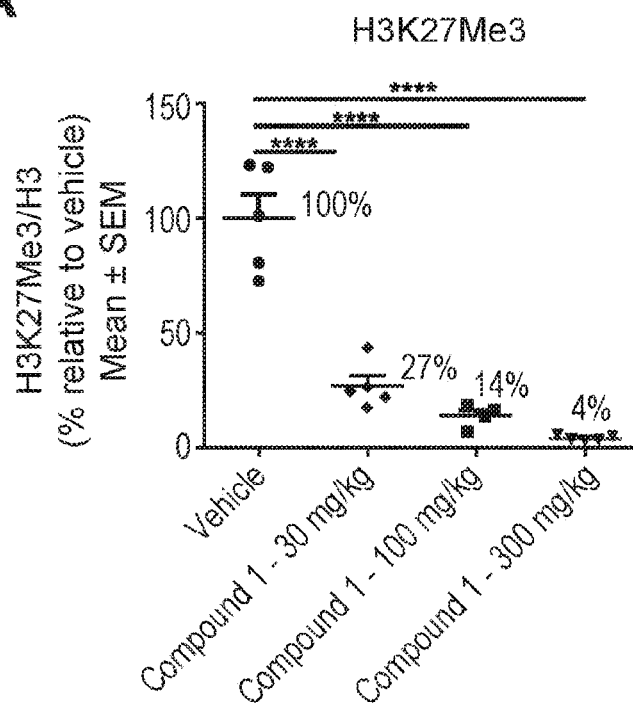 A
H3K27Me3
****
****
****
150
100
50
0
H3K27Me3/H3
(% relative to vehicle)
Mean ± SEM
100%
27%
14%
4%
Vehicle
Compound 1 - 30 mg/kg
Compound 1 - 100 mg/kg
Compound 1 - 300 mg/kg